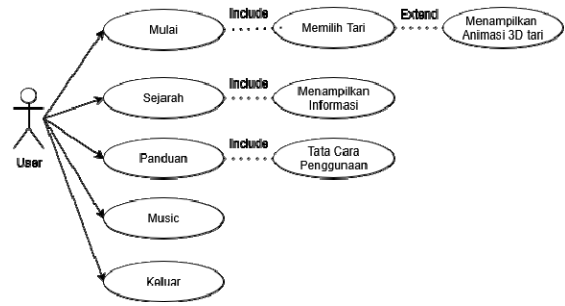 Mulai
Include
Memilih Tari
Extend
Menampilkan
Animasi 3D tari
Sejarah
Include
Menampilkan
Informasi
User
Panduan
Include
Tata Cara
Penggunaan
Music
Keluar